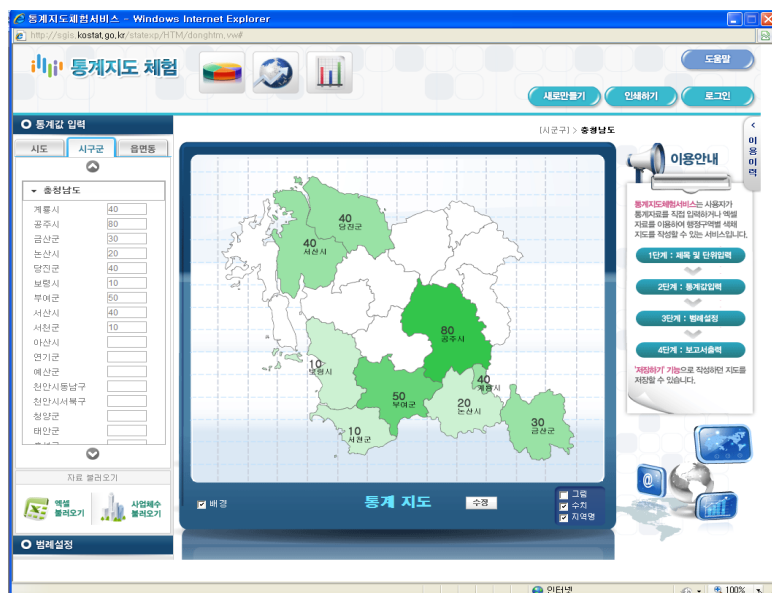 통계지도체험서비스 - Windows Internet Explorer
http://sgis.kostat.go.kr/statexp/HTM/donghtm.vw#
통계지도 체험
도움말
새로만들기 인쇄하기 로그인
통계값 입력
시도 시구군 읍면동
충청남도
계룡시 40
공주시 80
금산군 30
논산시 20
당진군 40
보령시 10
부여군 50
서산시 40
서천군 10
아산시
연기군
예산군
천안시동남구
천안시서북구
청양군
태안군
자료 불러오기
엑셀
불러오기
사업체수
불러오기
범례설정
[시군구] > 충청남도
40
당진군
40
서산시
80
공주시
10
보령시
50
부여군
40
계룡시
20
논산시
30
금산군
10
서천군
배경
통계 지도
수정
그림
수치
지역명
<
이
용
이
력
이용안내
통계지도체험서비스는 사용자가
통계자료를 직접 입력하거나 엑셀
자료를 이용하여 행정구역별 색채
지도를 작성할 수 있는 서비스입니다.
1단계 : 제목 및 단위입력
2단계 : 통계값입력
3단계 : 범례설정
4단계 : 보고서출력
'저장하기' 기능으로 작성하던 지도를
저장할 수 있습니다.
@
인터넷
100%